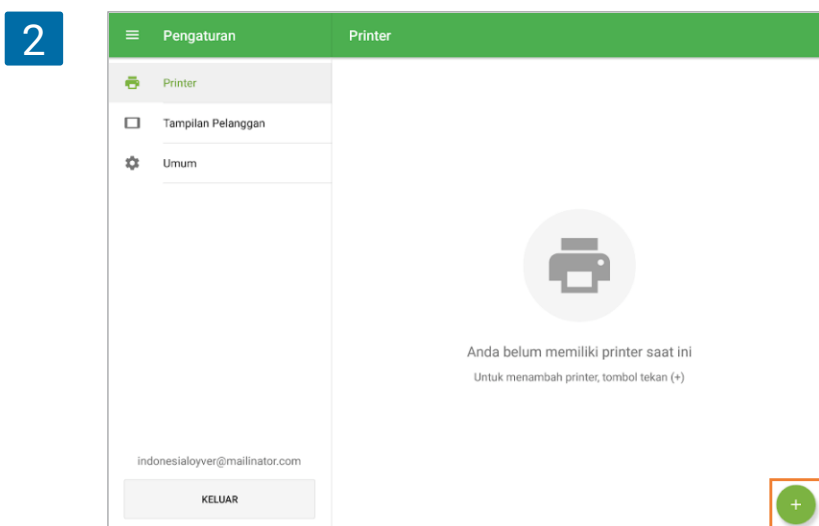 2
Pengaturan
Printer
Printer
Tampilan Pelanggan
Umum
Anda belum memiliki printer saat ini
Untuk menambah printer, tombol tekan (+)
indonesialoyver@mailinator.com
KELUAR
+